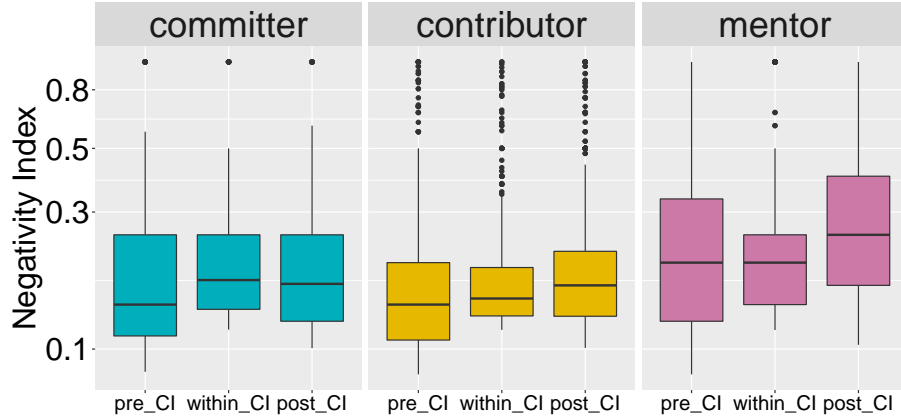 committer contributor mentor
Negativity Index
0.8
0.5
0.3
0.1
pre_CI within_CI post_CI pre_CI within_CI post_CI pre_CI within_CI post_CI